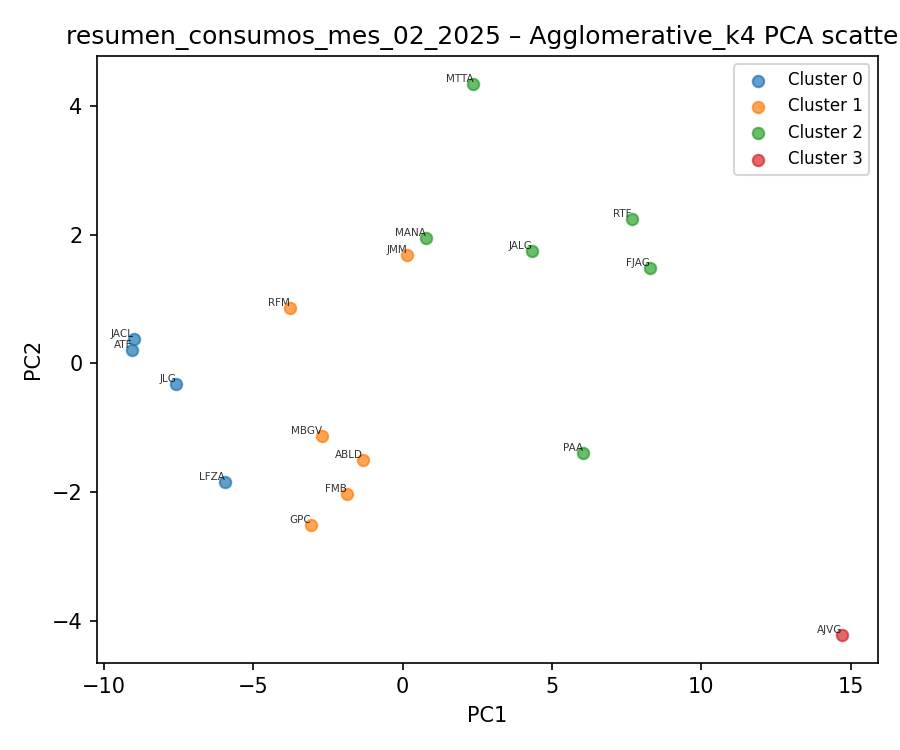 resumen_consumos_mes_02_2025 – Agglomerative_k4 PCA scatte
Cluster 0
Cluster 1
Cluster 2
Cluster 3
MTTA
RTF
MANA
JMM
JALG
FJAG
RFM
JACL
ATF
JLG
MBGV
ABLD
PAA
LFZA
FMB
GPC
AJVG
4
2
0
−2
−4
PC2
−10
−5
0
5
10
15
PC1